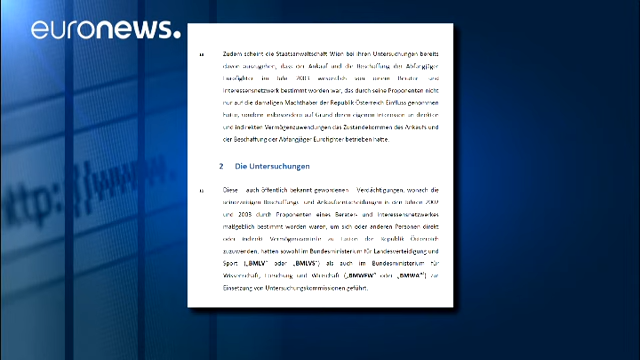 euronews.
http://www.
Zudem scheint die Staatsanwaltschaft Wien bei ihren Untersuchungen bereits
davon auszugehen, dass der Ankauf und die Beschaffung der Abfangjäger
Eurofighter im Jahr 2003 wesentlich von einem Berater- und
Interessensnetzwerk bestimmt worden war, das durch seine Proponenten nicht
nur auf die damaligen Machthaber der Republik Österreich Einfluss genommen
hatte, sondern insbesondere auf Grund deren eigener Interessen an direkten
und indirekten Vermögenszuwendungen das Zustandekommen des Ankaufs und
der Beschaffung der Abfangjäger Eurofighter betrieben hatte.
2 Die Untersuchungen
Diese auch öffentlich bekannt gewordenen Verdächtigungen, wonach die
seinerzeitigen Beschaffungs- und Ankaufsentscheidungen in den Jahren 2002
und 2003 durch Proponenten eines Berater- und Interessensnetzwerkes
maßgeblich bestimmt worden waren, um sich oder anderen Personen direkt
oder indirekt Vermögensvorteile zu Lasten der Republik Österreich
zuzuwenden, hatten sowohl im Bundesministerium für Landesverteidigung und
Sport („BMLV" oder „BMLVS") als auch im Bundesministerium für
Wissenschaft, Forschung und Wirtschaft („BMWFW" oder „BMWA") zur
Einsetzung von Untersuchungskommissionen geführt.